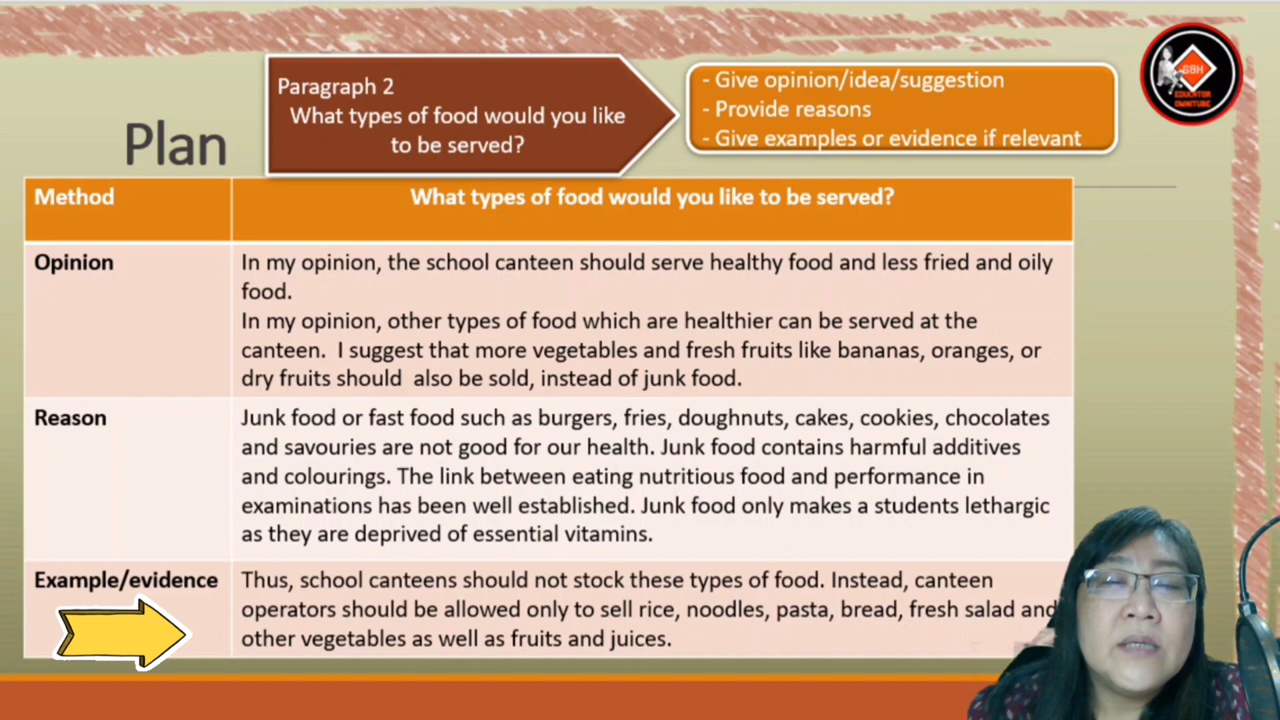 Paragraph 2
What types of food would you like
to be served?
- Give opinion/idea/suggestion
- Provide reasons
- Give examples or evidence if relevant
GBH
EDUCATOR
OWNITUBE
Plan
Method
What types of food would you like to be served?
Opinion
In my opinion, the school canteen should serve healthy food and less fried and oily
food.
In my opinion, other types of food which are healthier can be served at the
canteen. I suggest that more vegetables and fresh fruits like bananas, oranges, or
dry fruits should also be sold, instead of junk food.
Reason
Junk food or fast food such as burgers, fries, doughnuts, cakes, cookies, chocolates
and savouries are not good for our health. Junk food contains harmful additives
and colourings. The link between eating nutritious food and performance in
examinations has been well established. Junk food only makes a students lethargic
as they are deprived of essential vitamins.
Example/evidence
Thus, school canteens should not stock these types of food. Instead, canteen
operators should be allowed only to sell rice, noodles, pasta, bread, fresh salad and
other vegetables as well as fruits and juices.